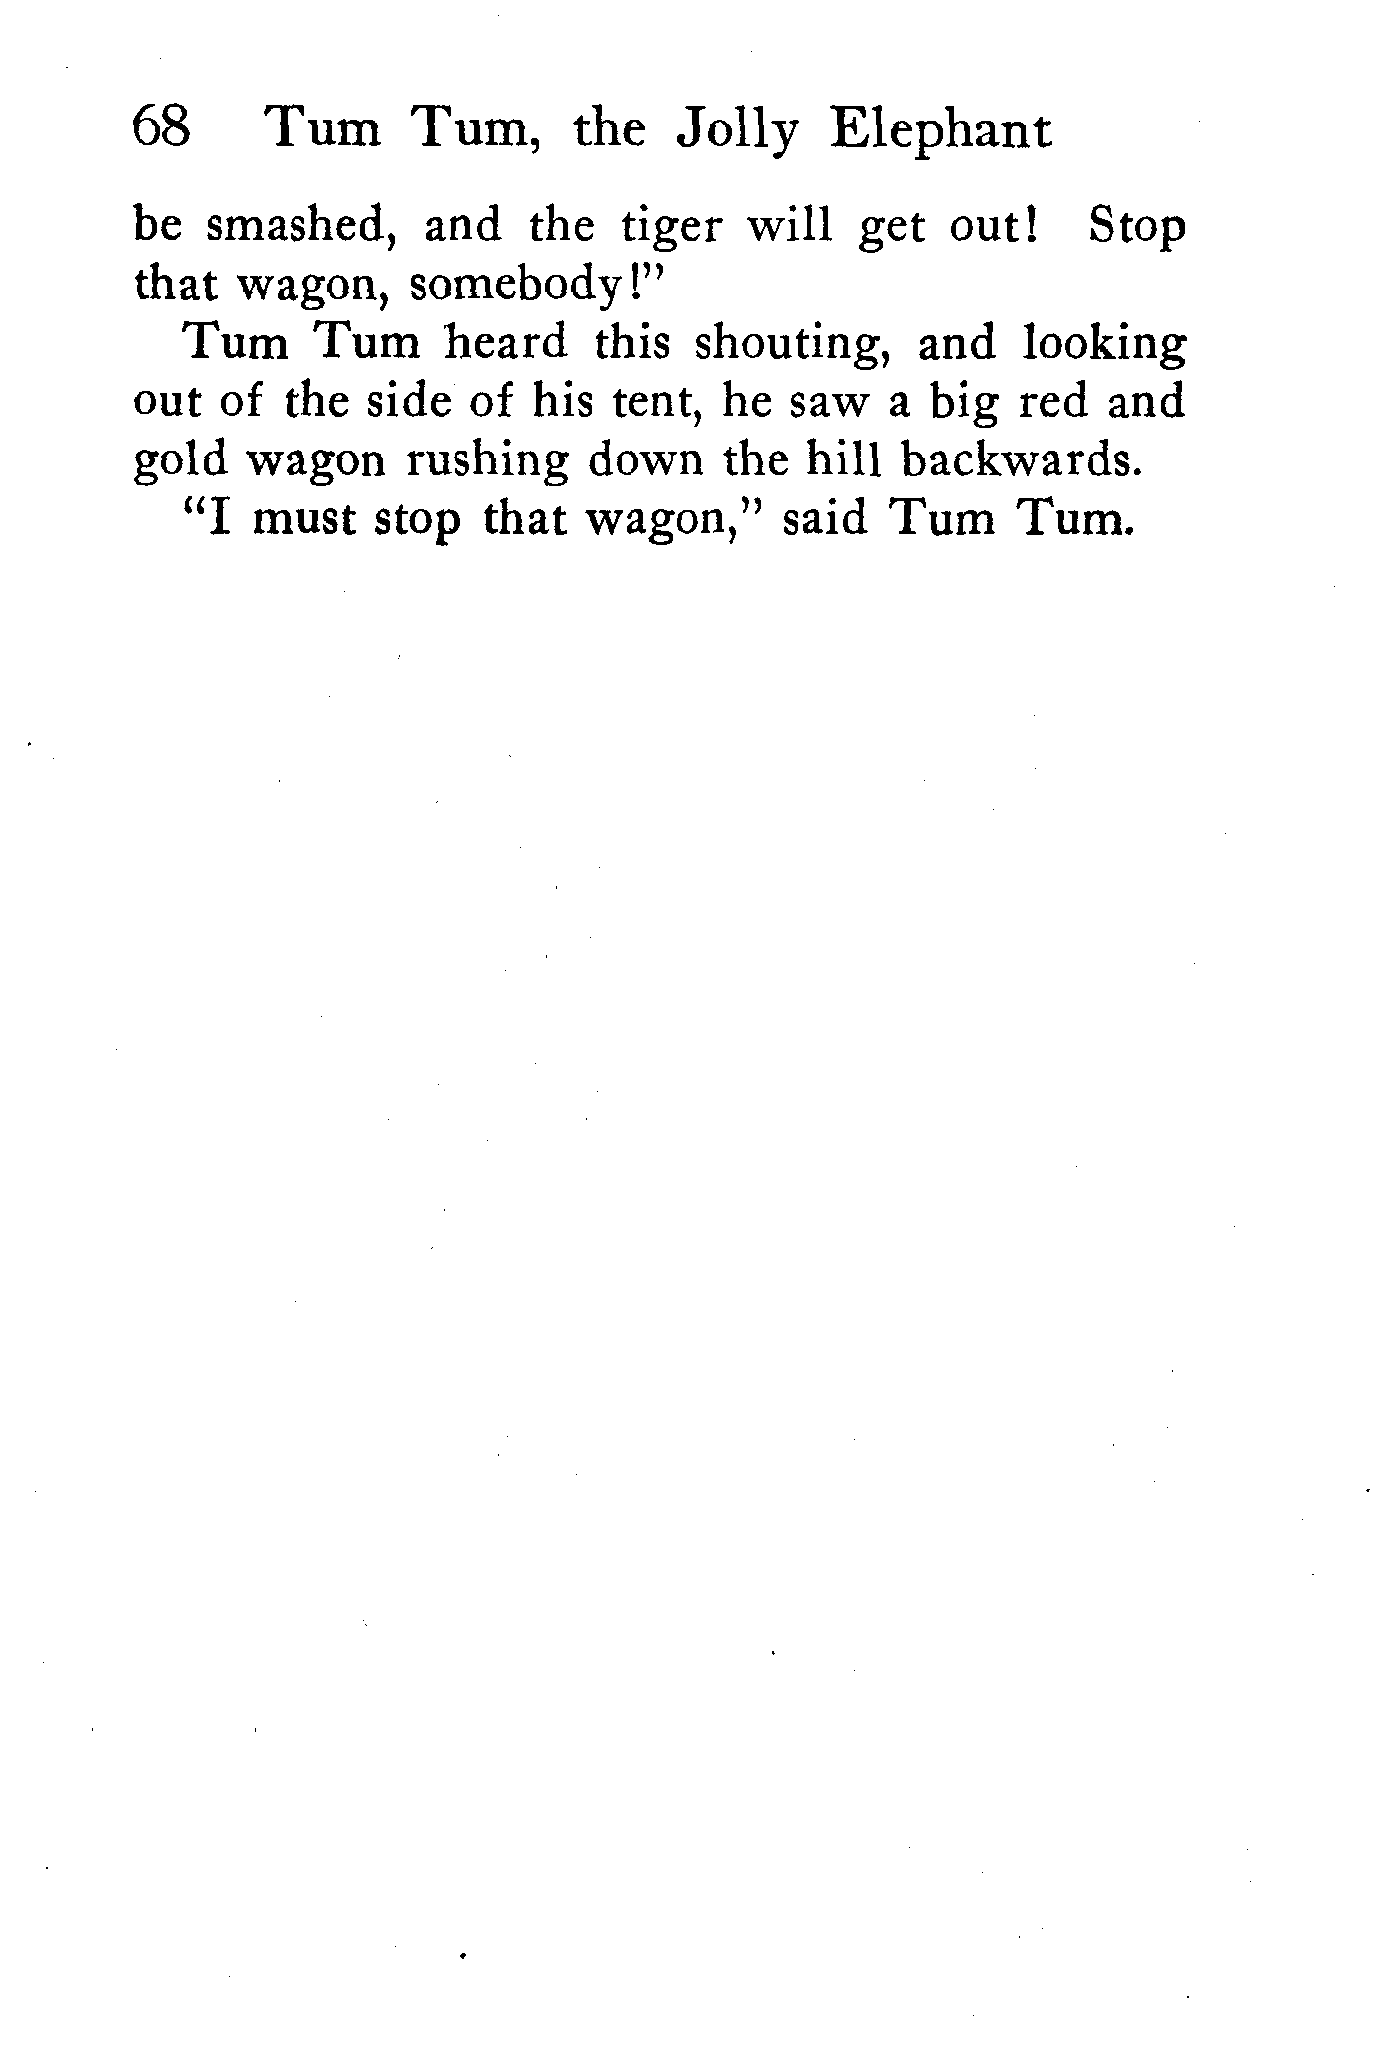 68 Tum Tum, the Jolly Elephant
be smashed, and the tiger will get out! Stop
that wagon, somebody!"
Tum Tum heard this shouting, and looking
out of the side of his tent, he saw a big red and
gold wagon rushing down the hill backwards.
"I must stop that wagon," said Tum Tum.